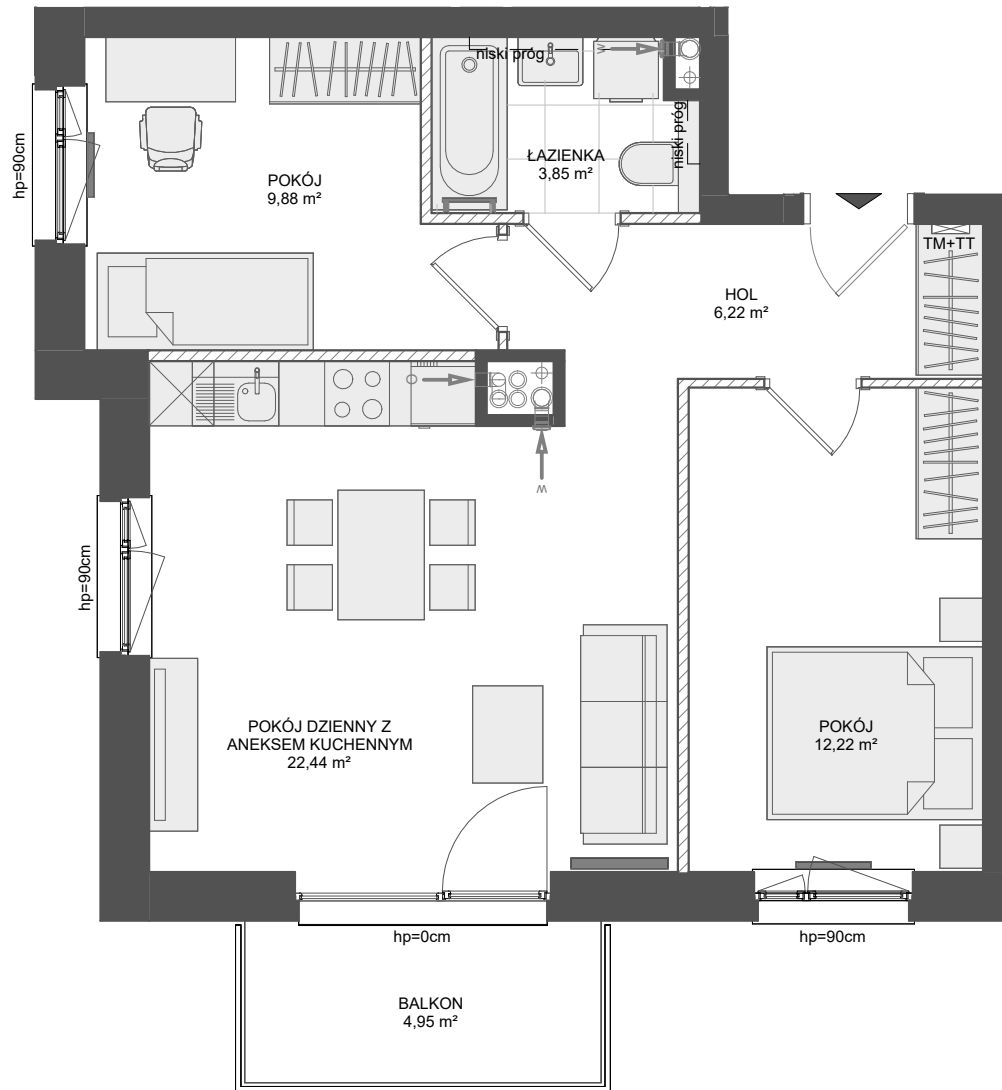 niski próg
W
niski próg
ŁAZIENKA
3,85 m²
hp=90cm
POKÓJ
9,88 m²
TM+TT
HOL
6,22 m²
O
W
hp=90cm
POKÓJ DZIENNY Z
ANEKSEM KUCHENNYM
22,44 m²
POKÓJ
12,22 m²
hp=0cm
hp=90cm
BALKON
4,95 m²